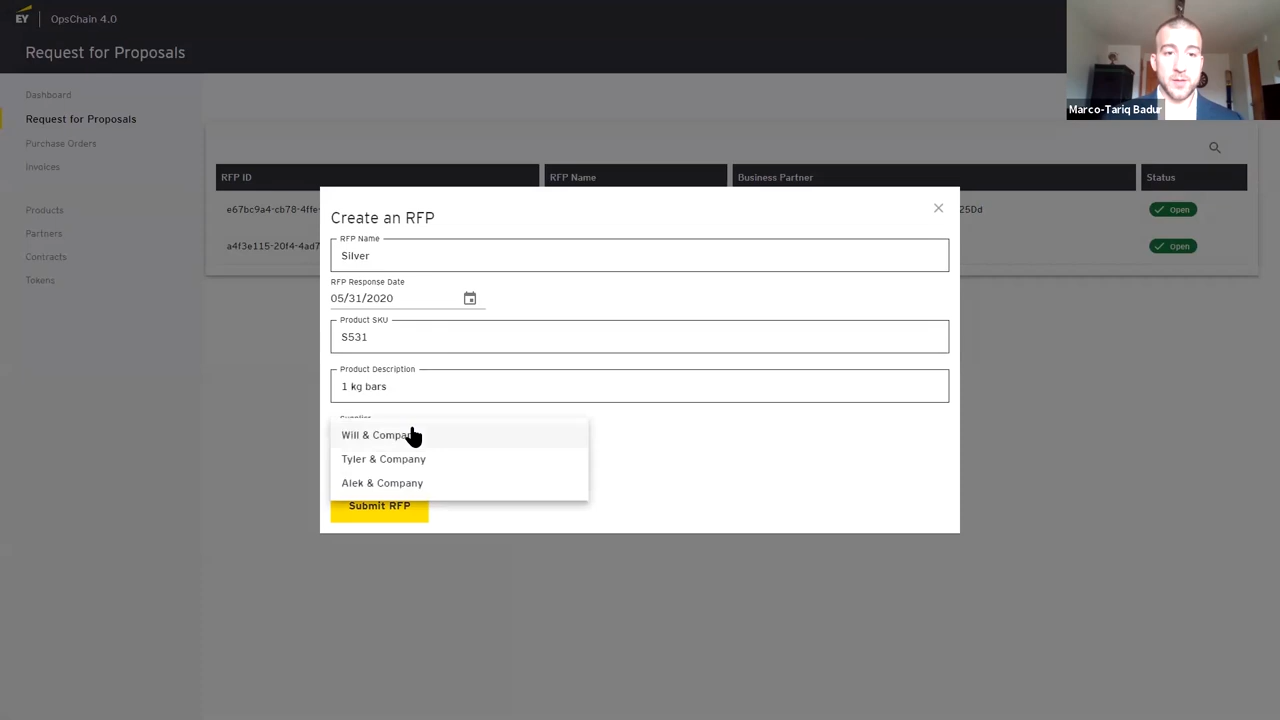 EY
OpsChain 4.0
Request for Proposals
Marco-Tariq Badur
Dashboard
Request for Proposals
Purchase Orders
Invoices
Products
Partners
Contracts
Tokens
RFP ID RFP Name Business Partner Status
e67bc9a4-cb78-4ffe- 25Dd Open
a4f3e115-20f4-4ad7 Open
Create an RFP
RFP Name
Silver
RFP Response Date
05/31/2020
Product SKU
S531
Product Description
1 kg bars
Supplier
Will & Company
Tyler & Company
Alek & Company
Submit RFP